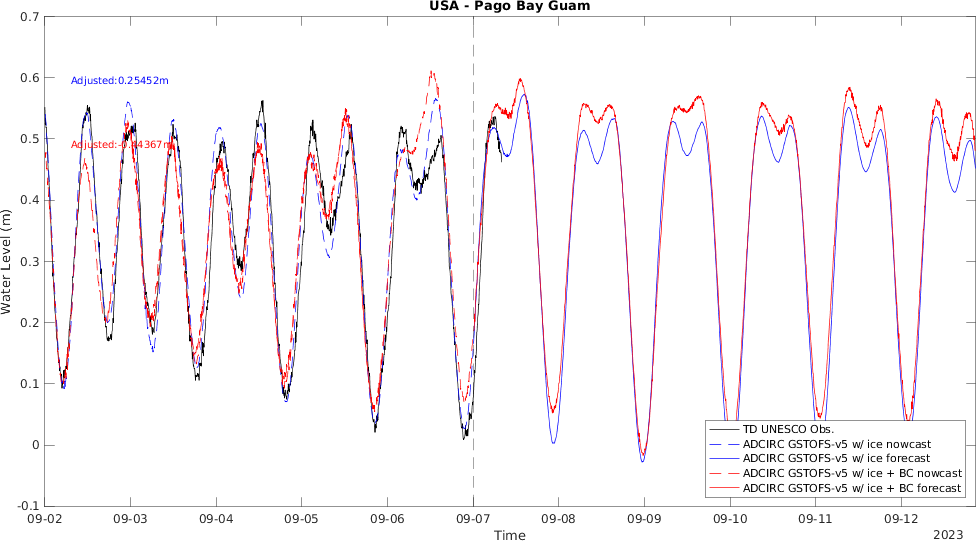 USA - Pago Bay Guam
0.7
0.6
0.5
0.4
0.3
0.2
0.1
0
-0.1
Water Level (m)
Adjusted:0.25452m
TD UNESCO Obs.
ADCIRC GSTOFS-v5 w/ ice nowcast
ADCIRC GSTOFS-v5 w/ ice forecast
ADCIRC GSTOFS-v5 w/ ice + BC nowcast
ADCIRC GSTOFS-v5 w/ ice + BC forecast
09-02 09-03 09-04 09-05 09-06 09-07 09-08 09-09 09-10 09-11 09-12
Time
2023